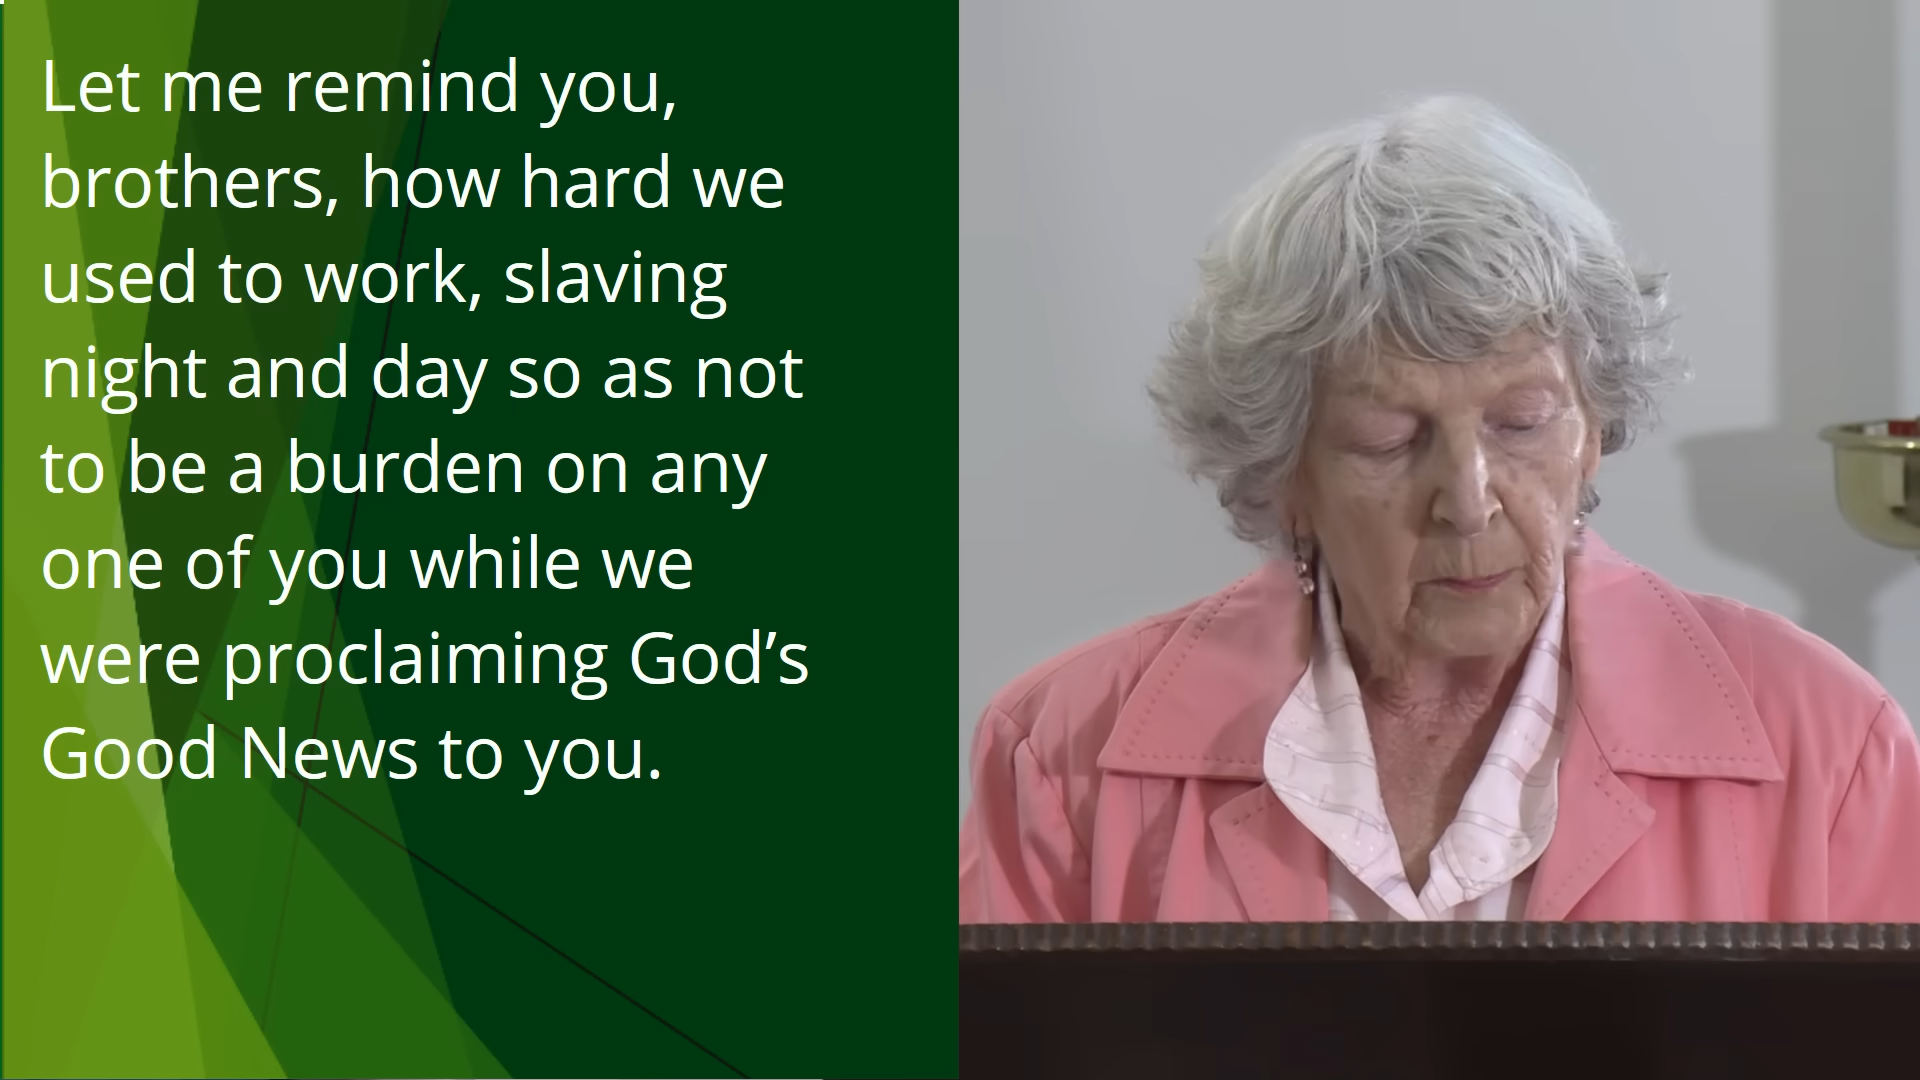 Let me remind you,
brothers, how hard we
used to work, slaving
night and day so as not
to be a burden on any
one of you while we
were proclaiming God’s
Good News to you.